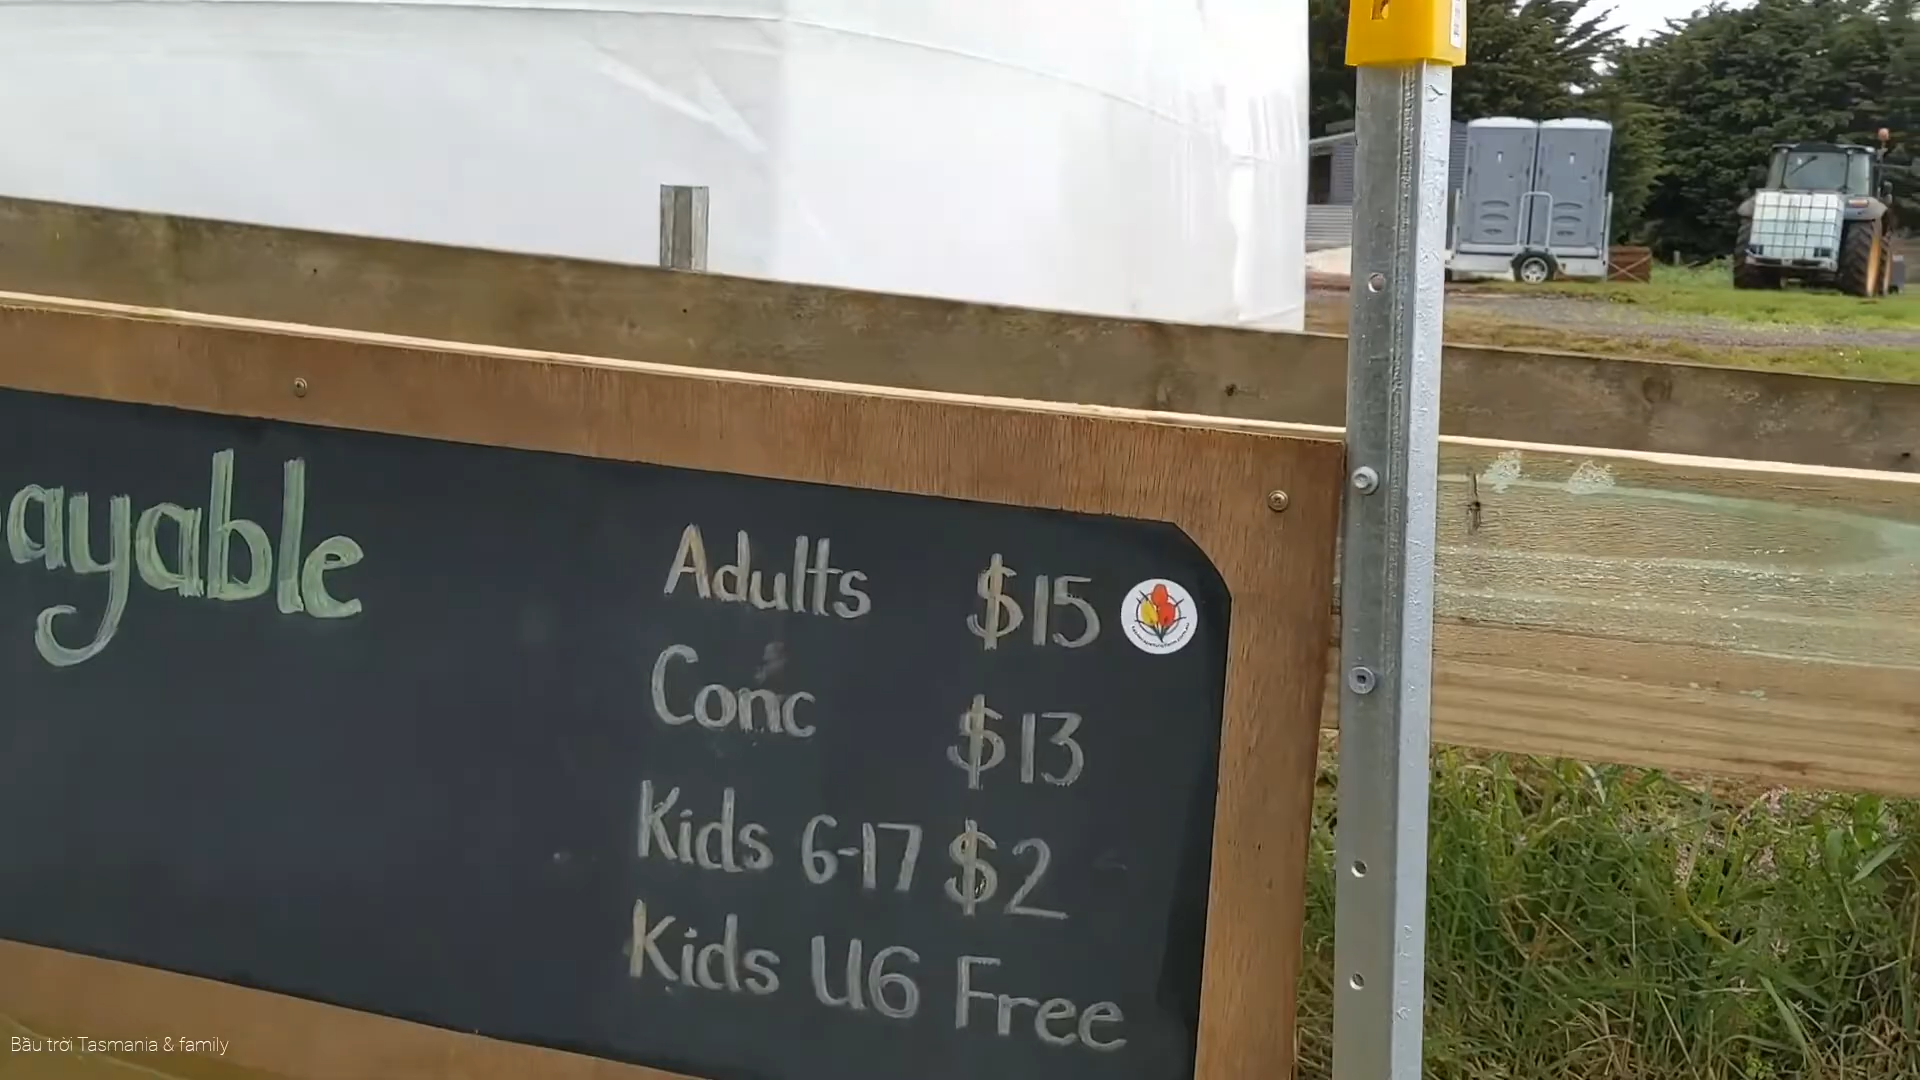 ayable
Adults $15
Conc $13
Kids 6-17 $2
Kids U6 Free
Bầu trời Tasmania & family